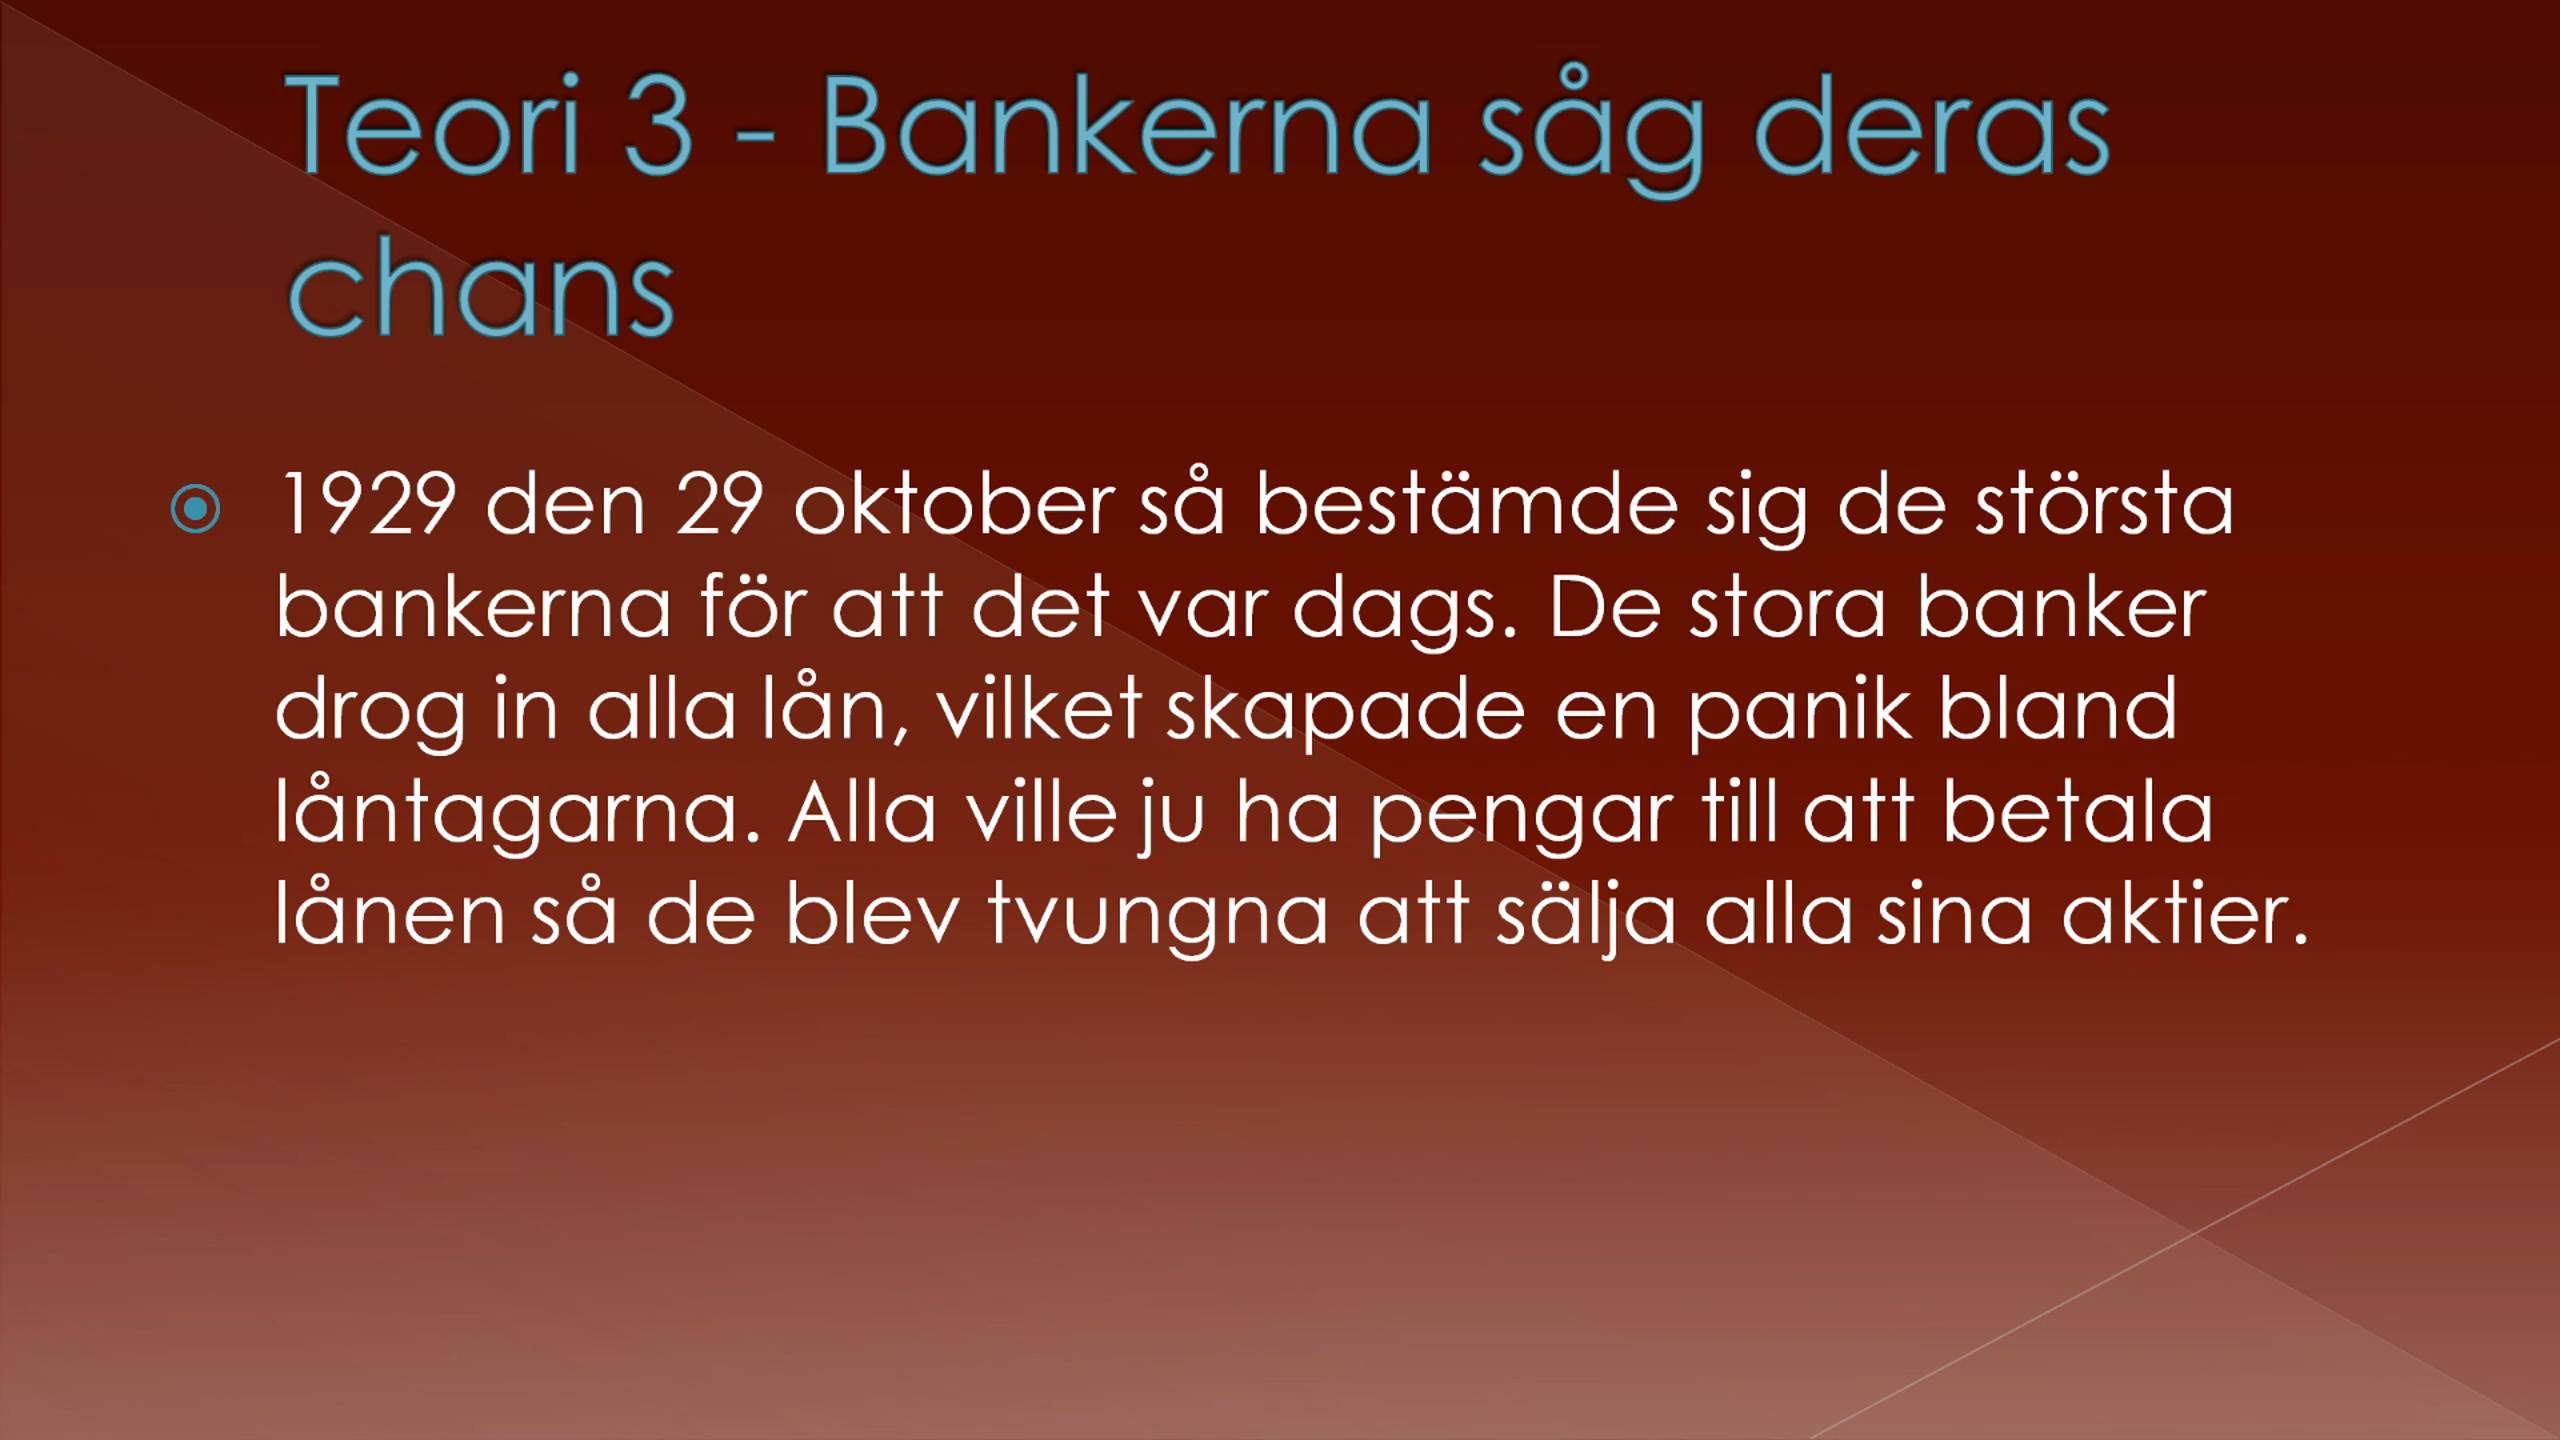 Teori 3 - Bankerna såg deras
chans
1929 den 29 oktober så bestämde sig de största
bankerna för att det var dags. De stora banker
drog in alla lån, vilket skapade en panik bland
låntagarna. Alla ville ju ha pengar till att betala
lånen så de blev tvungna att sälja alla sina aktier.